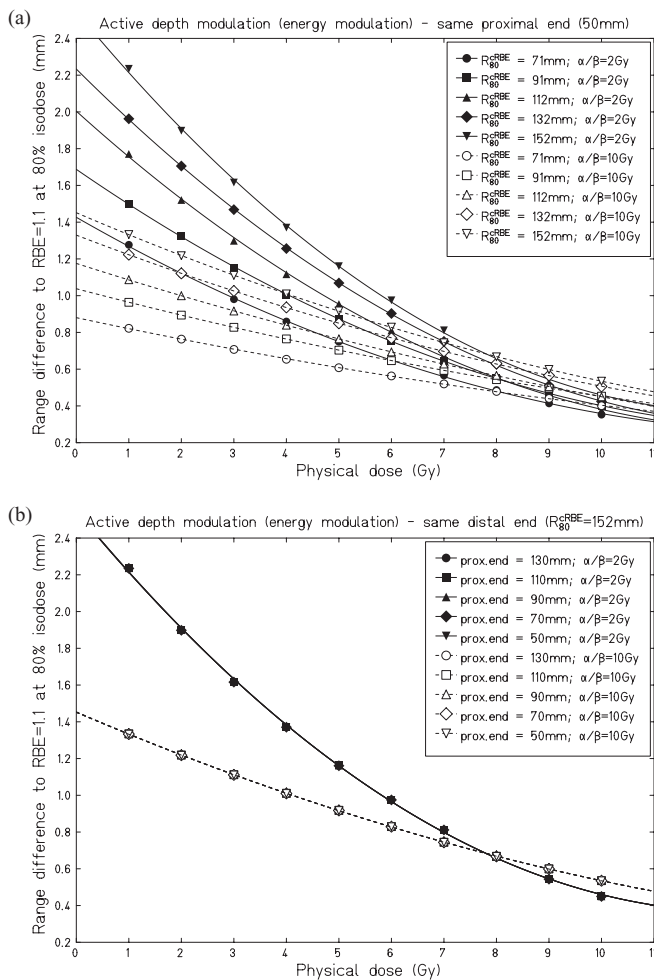 (a)
Active depth modulation (energy modulation) – same proximal end (50mm)
Range difference to RBE=1.1 at 80% isodose (mm)
2.4
2.2
2.0
1.8
1.6
1.4
1.2
1.0
0.8
0.6
0.4
0.2
R80cRBE = 71mm; α/β=2Gy
R80cRBE = 91mm; α/β=2Gy
R80cRBE = 112mm; α/β=2Gy
R80cRBE = 132mm; α/β=2Gy
R80cRBE = 152mm; α/β=2Gy
R80cRBE = 71mm; α/β=10Gy
R80cRBE = 91mm; α/β=10Gy
R80cRBE = 112mm; α/β=10Gy
R80cRBE = 132mm; α/β=10Gy
R80cRBE = 152mm; α/β=10Gy
0 1 2 3 4 5 6 7 8 9 10 11
Physical dose (Gy)
(b)
Active depth modulation (energy modulation) – same distal end (R80cRBE=152mm)
Range difference to RBE=1.1 at 80% isodose (mm)
2.4
2.2
2.0
1.8
1.6
1.4
1.2
1.0
0.8
0.6
0.4
0.2
prox.end = 130mm; α/β=2Gy
prox.end = 110mm; α/β=2Gy
prox.end = 90mm; α/β=2Gy
prox.end = 70mm; α/β=2Gy
prox.end = 50mm; α/β=2Gy
prox.end = 130mm; α/β=10Gy
prox.end = 110mm; α/β=10Gy
prox.end = 90mm; α/β=10Gy
prox.end = 70mm; α/β=10Gy
prox.end = 50mm; α/β=10Gy
0 1 2 3 4 5 6 7 8 9 10 11
Physical dose (Gy)